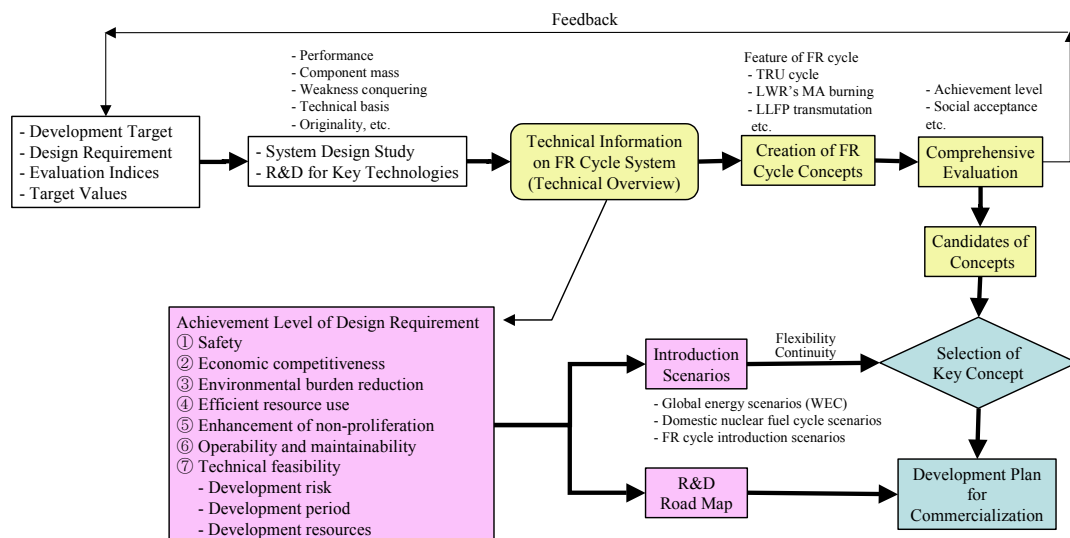 Feedback
- Performance
- Component mass
- Weakness conquering
- Technical basis
- Originality, etc.
Feature of FR cycle
- TRU cycle
- LWR's MA burning
- LLFP transmutation
etc.
- Achievement level
- Social acceptance
etc.
- Development Target
- Design Requirement
- Evaluation Indices
- Target Values
- System Design Study
- R&D for Key Technologies
Technical Information
on FR Cycle System
(Technical Overview)
Creation of FR
Cycle Concepts
Comprehensive
Evaluation
Candidates of
Concepts
Achievement Level of Design Requirement
① Safety
② Economic competitiveness
③ Environmental burden reduction
④ Efficient resource use
⑤ Enhancement of non-proliferation
⑥ Operability and maintainability
⑦ Technical feasibility
- Development risk
- Development period
- Development resources
Introduction
Scenarios
Flexibility
Continuity
Selection of
Key Concept
- Global energy scenarios (WEC)
- Domestic nuclear fuel cycle scenarios
- FR cycle introduction scenarios
R&D
Road Map
Development Plan
for
Commercialization